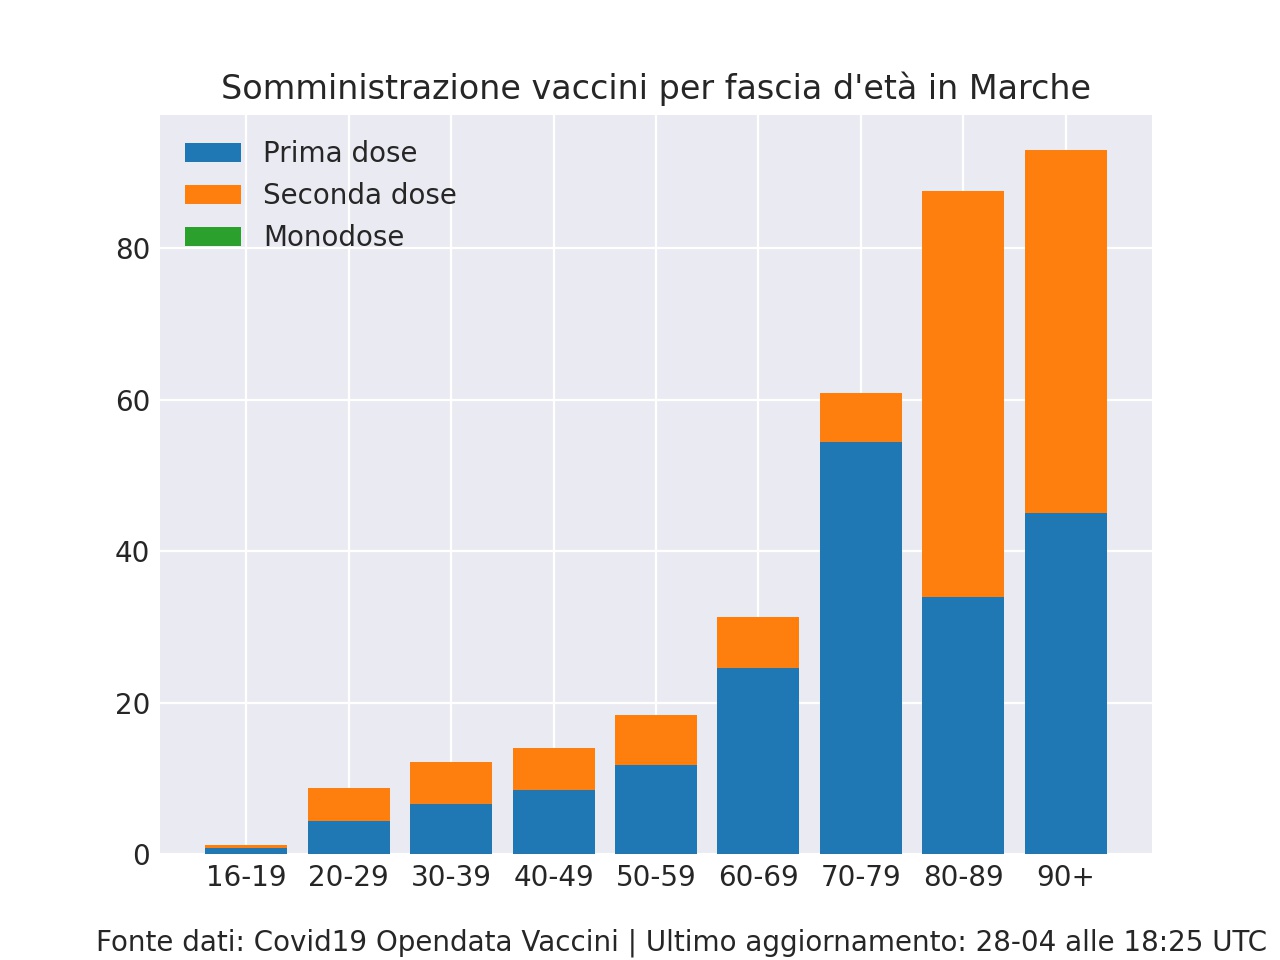 Somministrazione vaccini per fascia d'età in Marche
Prima dose
Seconda dose
Monodose
80
60
40
20
0
16-19 20-29 30-39 40-49 50-59 60-69 70-79 80-89 90+
Fonte dati: Covid19 Opendata Vaccini | Ultimo aggiornamento: 28-04 alle 18:25 UTC